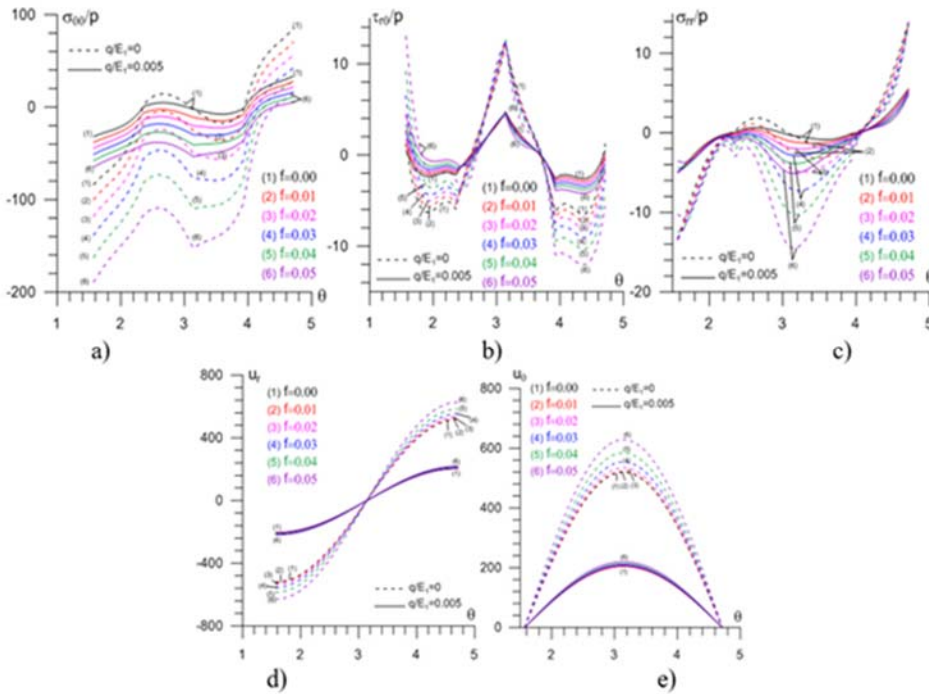 σθθ/p
q/E₁=0
q/E₁=0.005
100
0
-100
-200
(1) f=0.00
(2) f=0.01
(3) f=0.02
(4) f=0.03
(5) f=0.04
(6) f=0.05
θ
1 2 3 4 5
a)
τrθ/p
10
0
-10
(1) f=0.00
(2) f=0.01
(3) f=0.02
(4) f=0.03
(5) f=0.04
(6) f=0.05
q/E₁=0
q/E₁=0.005
θ
2 3 4 5
b)
σrr/p
10
0
-10
-20
(1) f=0.00
(2) f=0.01
(3) f=0.02
(4) f=0.03
(5) f=0.04
(6) f=0.05
q/E₁=0
q/E₁=0.005
θ
2 3 4 5
c)
uᵣ
800
400
0
-400
-800
(1) f=0.00
(2) f=0.01
(3) f=0.02
(4) f=0.03
(5) f=0.04
(6) f=0.05
q/E₁=0
q/E₁=0.005
θ
1 2 3 4 5
d)
uθ
800
600
400
200
0
(1) f=0.00
(2) f=0.01
(3) f=0.02
(4) f=0.03
(5) f=0.04
(6) f=0.05
q/E₁=0
q/E₁=0.005
θ
2 3 4 5
e)